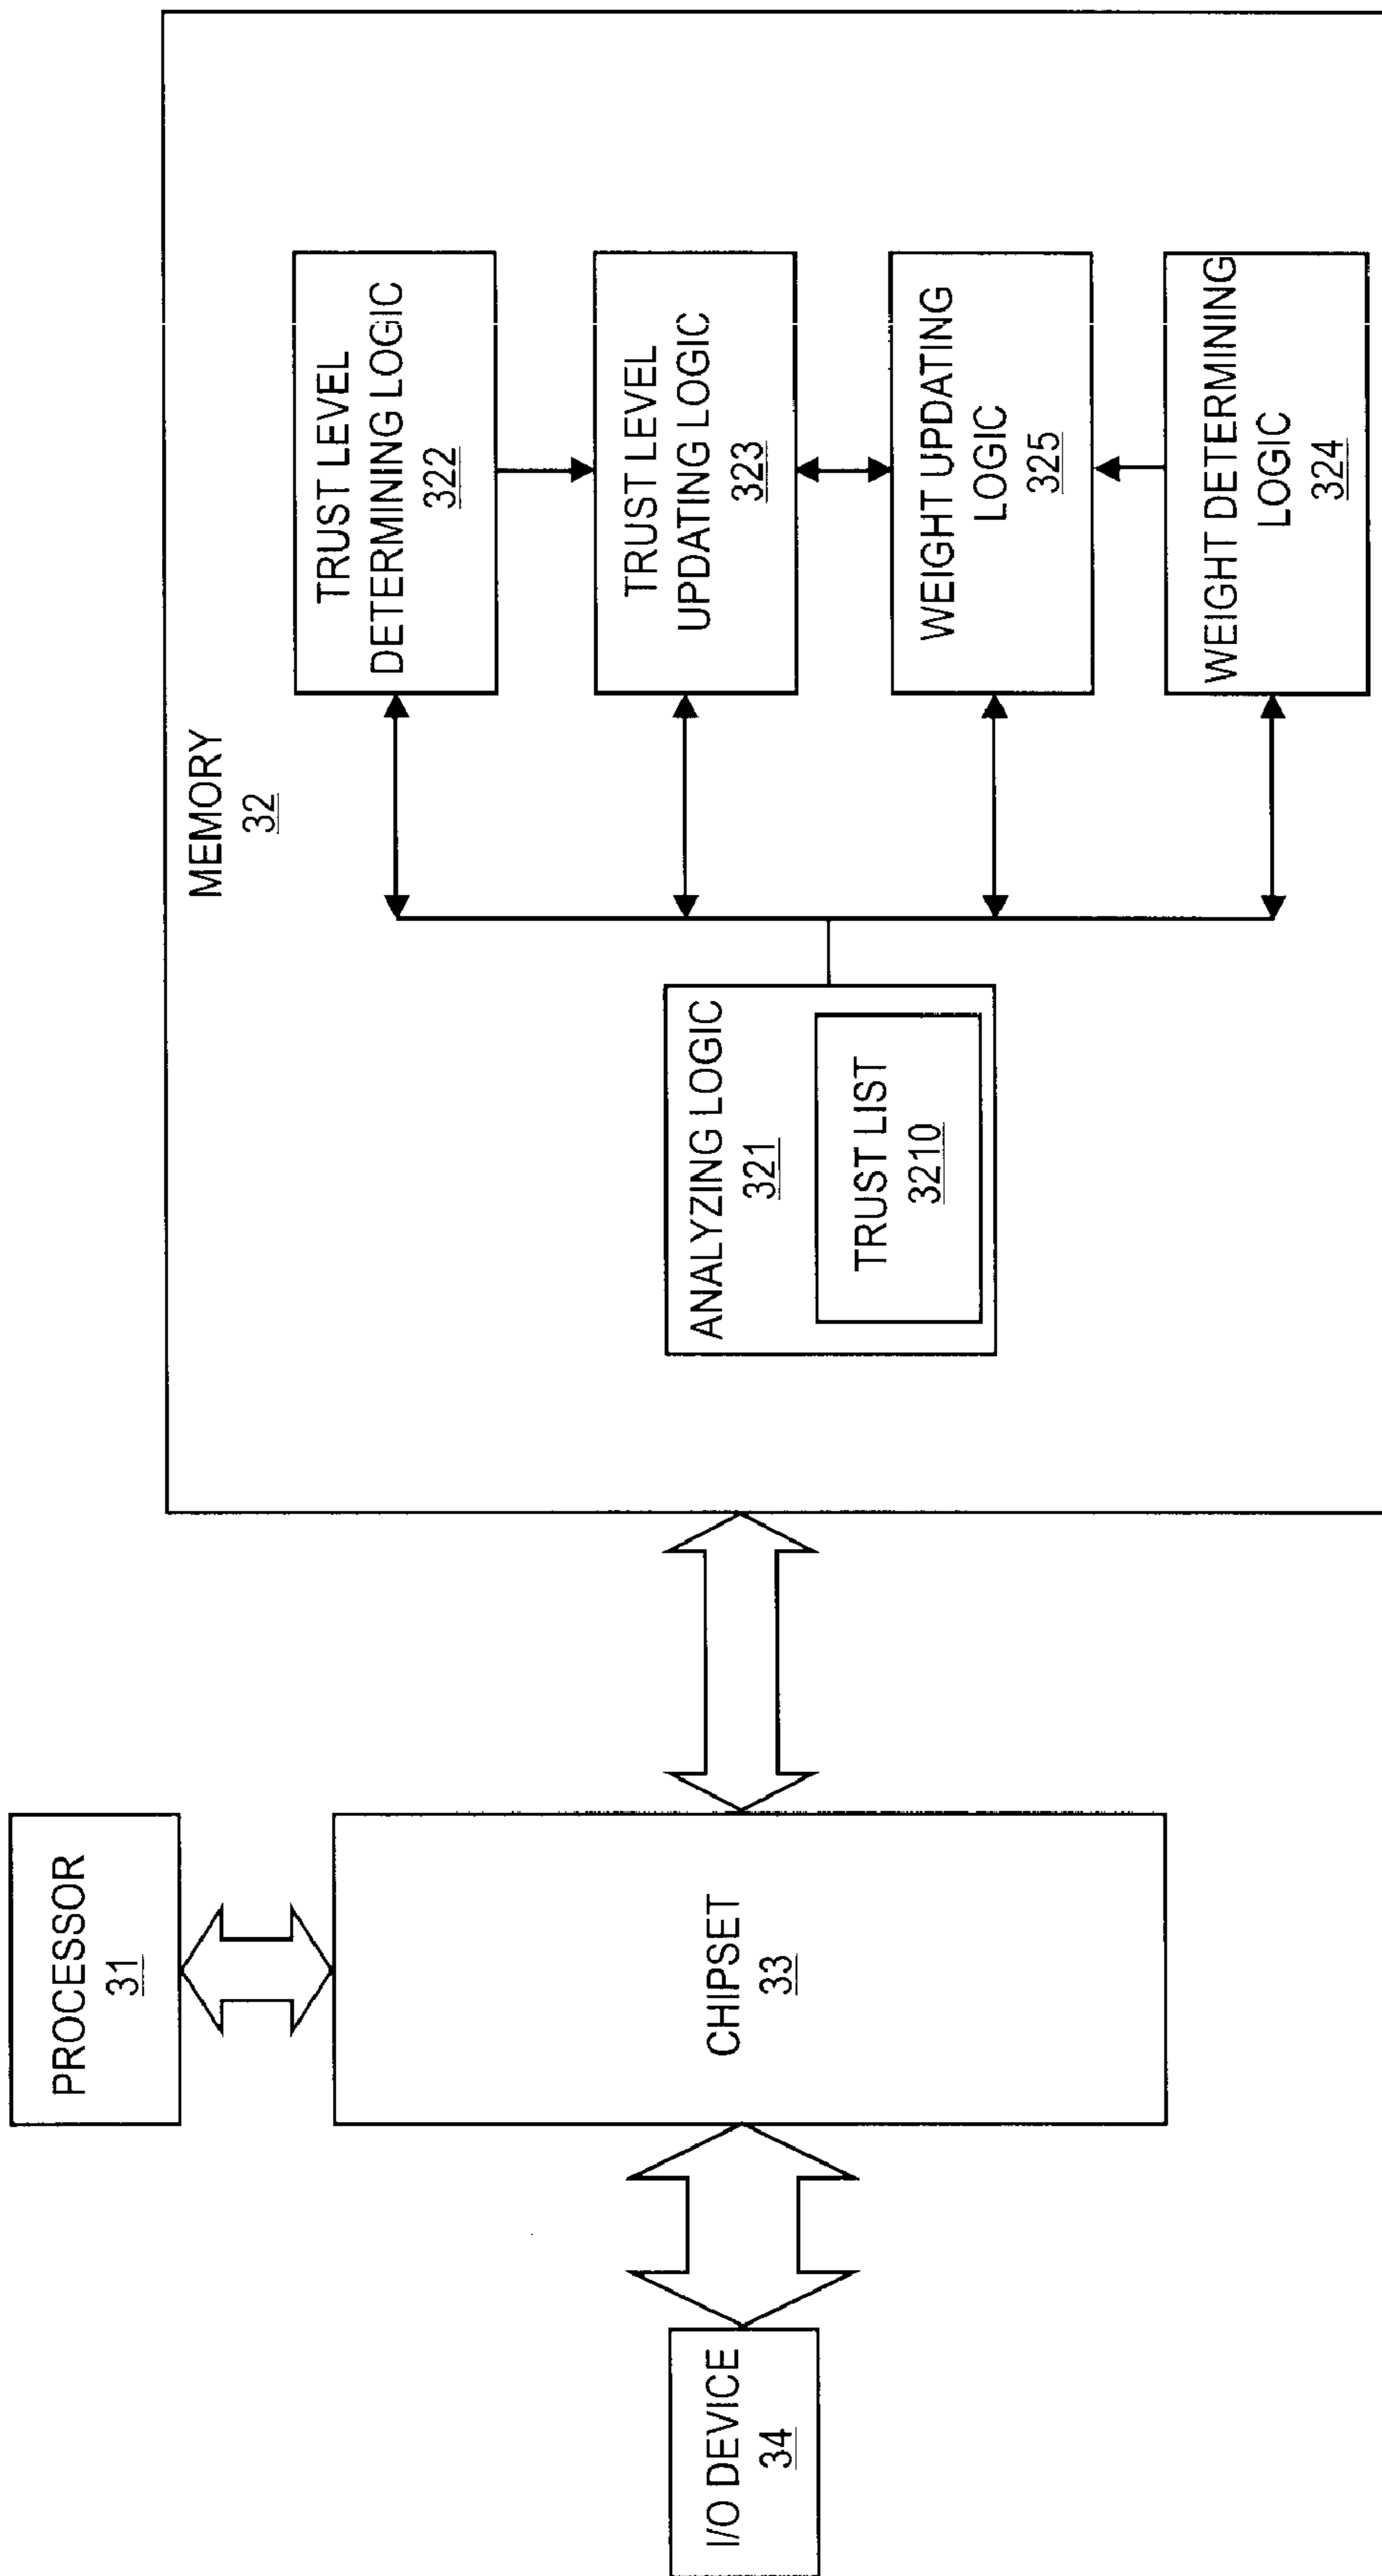 PROCESSOR
31
MEMORY
32
TRUST LEVEL
DETERMINING LOGIC
322
TRUST LEVEL
UPDATING LOGIC
323
ANALYZING LOGIC
321
TRUST LIST
3210
WEIGHT UPDATING
LOGIC
325
WEIGHT DETERMINING
LOGIC
324
I/O DEVICE
34
CHIPSET
33